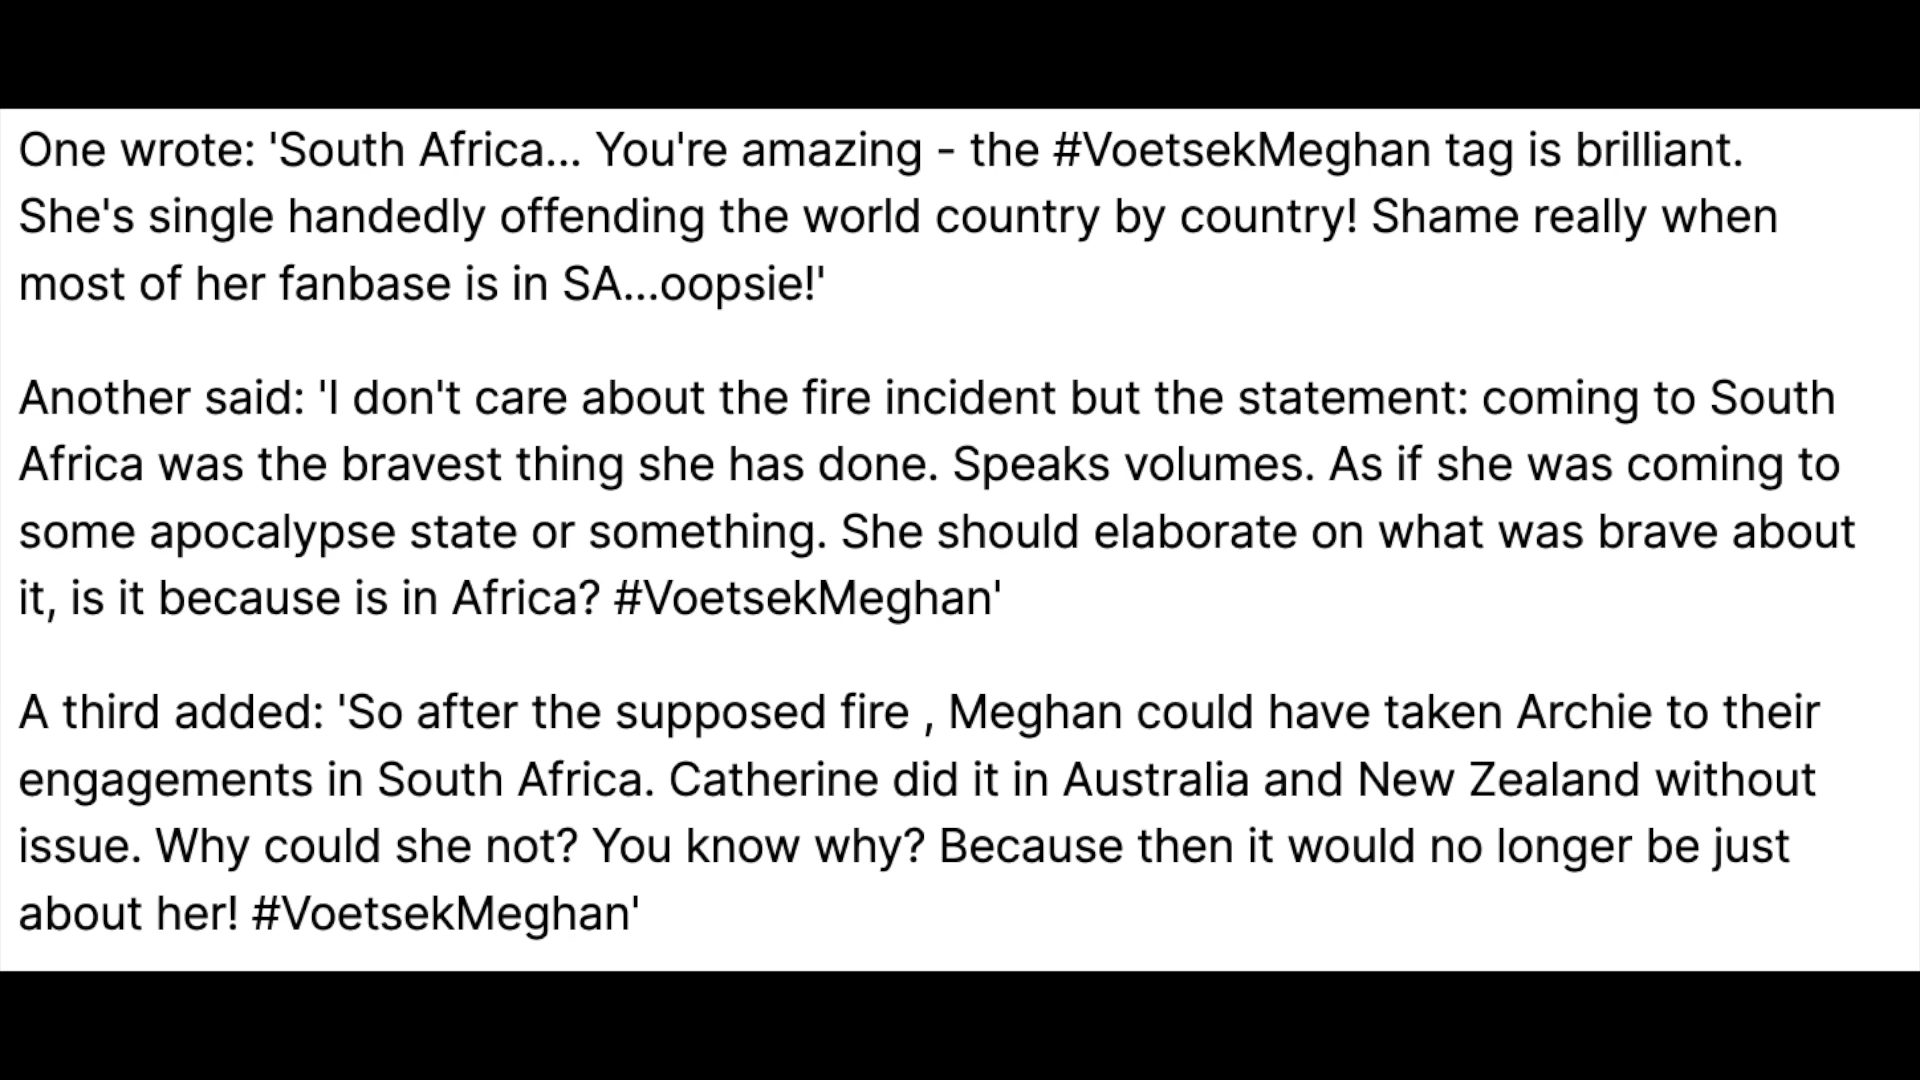 One wrote: 'South Africa... You're amazing - the #VoetsekMeghan tag is brilliant.
She's single handedly offending the world country by country! Shame really when
most of her fanbase is in SA...oopsie!'
Another said: 'I don't care about the fire incident but the statement: coming to South
Africa was the bravest thing she has done. Speaks volumes. As if she was coming to
some apocalypse state or something. She should elaborate on what was brave about
it, is it because is in Africa? #VoetsekMeghan'
A third added: 'So after the supposed fire , Meghan could have taken Archie to their
engagements in South Africa. Catherine did it in Australia and New Zealand without
issue. Why could she not? You know why? Because then it would no longer be just
about her! #VoetsekMeghan'